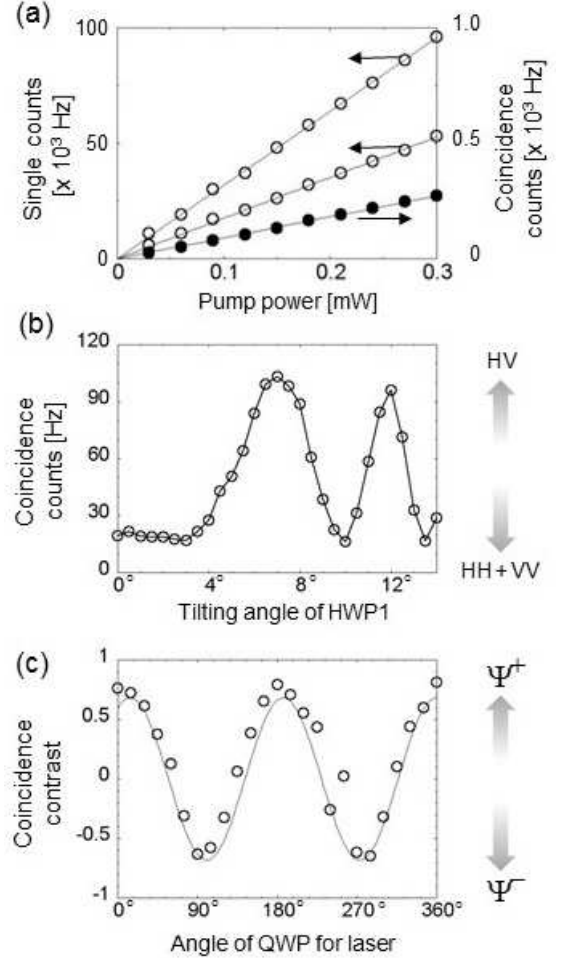 (a)
100
50
0
Single counts
[x 10³ Hz]
1.0
0.5
0
Coincidence
counts [x 10³ Hz]
0
0.1
0.2
0.3
Pump power [mW]
(b)
120
90
60
30
0
Coincidence
counts [Hz]
0°
4°
8°
12°
Tilting angle of HWP1
HV
HH+VV
(c)
1
0.5
0
-0.5
-1
Coincidence
contrast
0°
90°
180°
270°
360°
Angle of QWP for laser
Ψ⁺
Ψ⁻